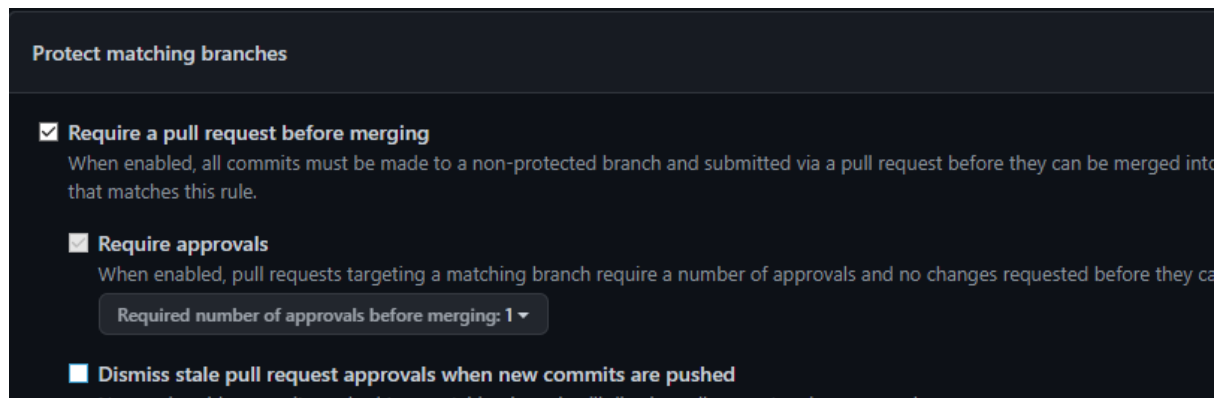 Protect matching branches
Require a pull request before merging
When enabled, all commits must be made to a non-protected branch and submitted via a pull request before they can be merged into
that matches this rule.
Require approvals
When enabled, pull requests targeting a matching branch require a number of approvals and no changes requested before they ca
Required number of approvals before merging: 1
Dismiss stale pull request approvals when new commits are pushed